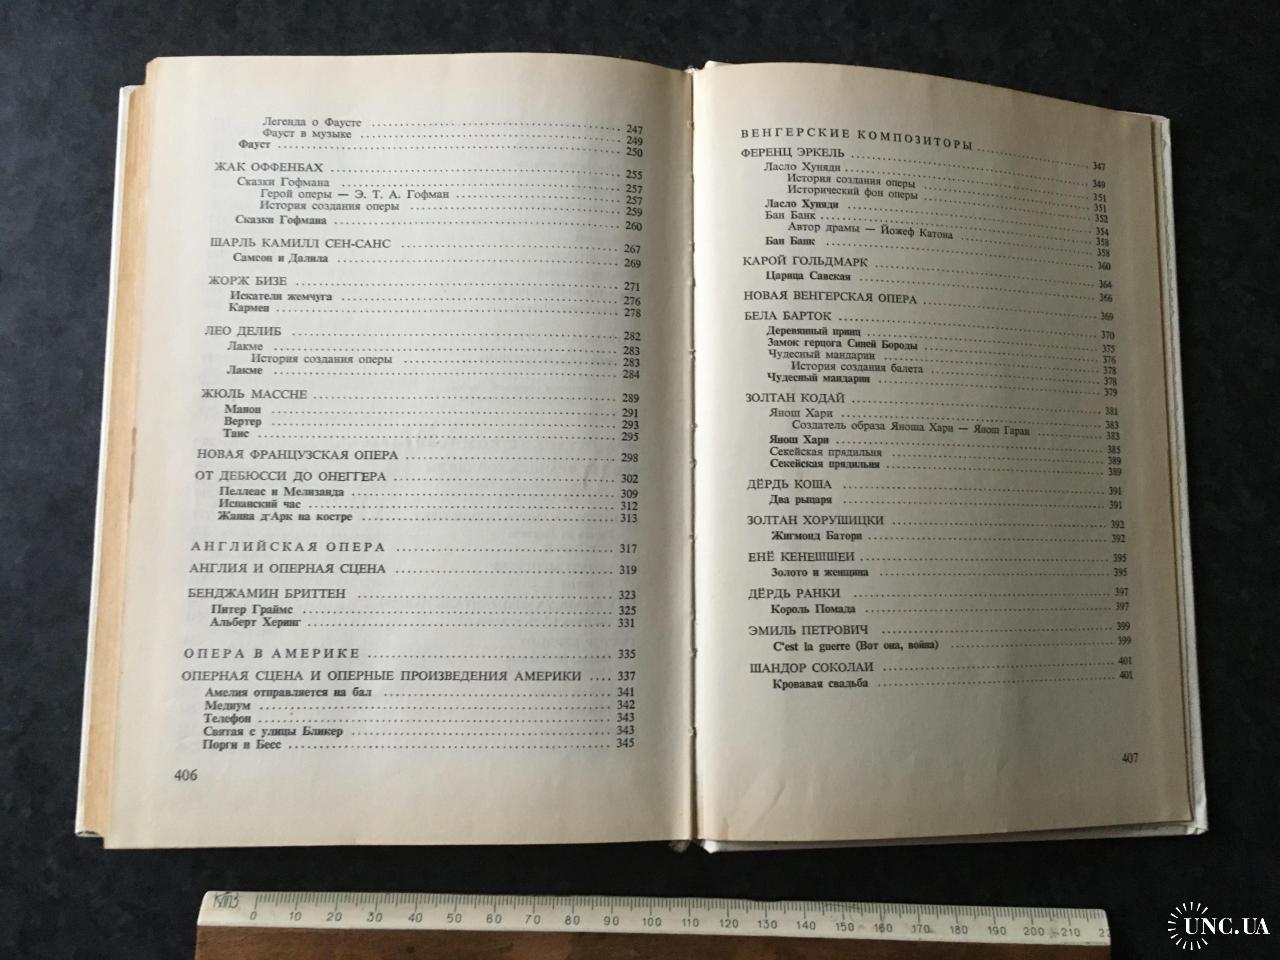 Легенда о Фаусте 247
Фауст в музыке 249
Фауст 250
ЖАК ОФФЕНБАХ 255
Сказки Гофмана 257
Герой оперы — Э. Т. А. Гофман 257
История создания оперы 259
Сказки Гофмана 260
ШАРЛЬ КАМИЛЛ СЕН-САНС 267
Самсон и Далила 269
ЖОРЖ БИЗЕ 271
Искатели жемчуга 276
Кармен 278
ЛЕО ДЕЛИБ 282
Лакме 283
История создания оперы 283
Лакме 284
ЖЮЛЬ МАССНЕ 289
Манон 291
Вертер 293
Таис 295
НОВАЯ ФРАНЦУЗСКАЯ ОПЕРА 298
ОТ ДЕБЮССИ ДО ОНЕГГЕРА 302
Пеллеас и Мелизанда 309
Испанский час 312
Жанна д'Арк на костре 313
АНГЛИЙСКАЯ ОПЕРА 317
АНГЛИЯ И ОПЕРНАЯ СЦЕНА 319
БЕНДЖАМИН БРИТТЕН 323
Питер Граймс 325
Альберт Херинг 331
ОПЕРА В АМЕРИКЕ 335
ОПЕРНАЯ СЦЕНА И ОПЕРНЫЕ ПРОИЗВЕДЕНИЯ АМЕРИКИ 337
Амелия отправляется на бал 341
Медиум 342
Телефон 343
Святая с улицы Бликер 343
Порги и Бесс 345
406
ВЕНГЕРСКИЕ КОМПОЗИТОРЫ 347
ФЕРЕНЦ ЭРКЕЛЬ 349
Ласло Хуняди 351
История создания оперы 351
Исторический фон оперы 352
Ласло Хуняди 354
Бан Банк 358
Автор драмы — Йожеф Катона 358
Бан Банк 360
КАРОЙ ГОЛЬДМАРК 364
Царица Савская 366
НОВАЯ ВЕНГЕРСКАЯ ОПЕРА 369
БЕЛА БАРТОК 370
Деревянный принц 375
Замок герцога Синей Бороды 376
Чудесный мандарин 378
История создания балета 378
Чудесный мандарин 379
ЗОЛТАН КОДАЙ 381
Янош Хари 383
Создатель образа Яноша Хари — Янош Гараи 383
Янош Хари 385
Секейская прядильня 389
Секейская прядильня 389
ДЁРДЬ КОША 391
Два рыцаря 391
ЗОЛТАН ХОРУШИЦКИ 392
Жигмонд Батори 392
ЕНЁ КЕНЕШШЕИ 395
Золото и женщина 395
ДЁРДЬ РАНКИ 397
Король Помада 397
ЭМИЛЬ ПЕТРОВИЧ 399
C'est la guerre (Вот она, война) 399
ШАНДОР СОКОЛАИ 401
Кровавая свадьба 401
407
0 10 20 30 40 50 60 70 80 90 100 110 120 130 140 150 160 170 180 190 200 210
UNC.UA